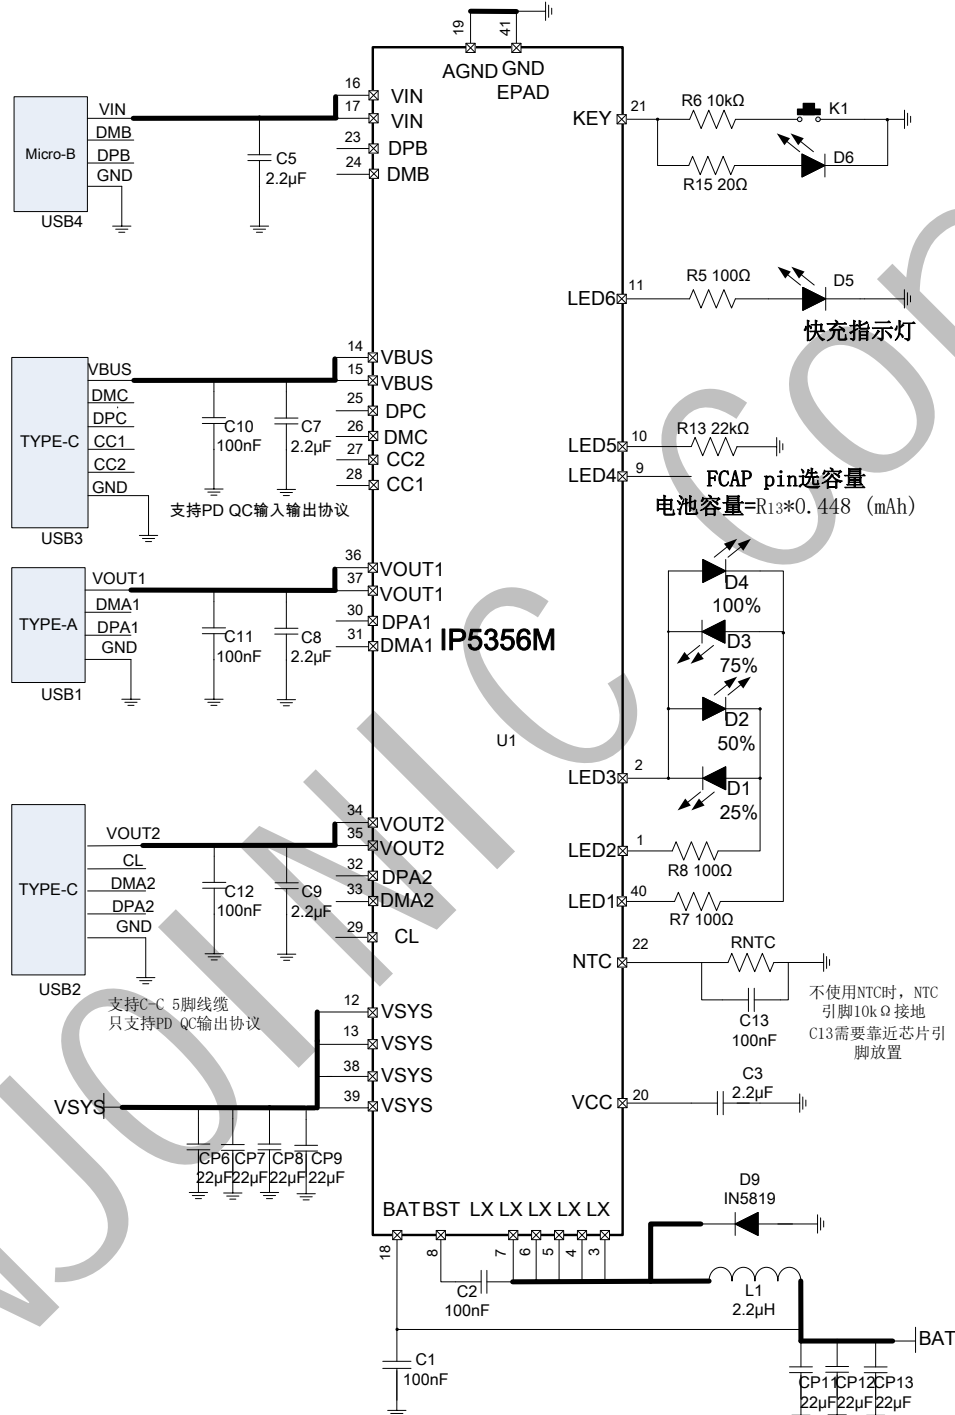 19
41
AGND GND
EPAD
16
VIN
17
VIN
23
DPB
24
DMB
VIN
DMB
DPB
GND
Micro-B
USB4
C5
2.2μF
KEY
21
R6 10kΩ
K1
R15 20Ω
D6
LED6
11
R5 100Ω
D5
快充指示灯
14
VBUS
15
VBUS
25
DPC
26
DMC
27
CC2
28
CC1
VBUS
DMC
DPC
CC1
CC2
GND
TYPE-C
USB3
C10
100nF
C7
2.2μF
支持PD QC输入输出协议
LED5
10
R13 22kΩ
LED4
9
FCAP pin选容量
电池容量=R13*0.448 (mAh)
36
VOUT1
37
VOUT1
30
DPA1
31
DMA1
VOUT1
DMA1
DPA1
GND
TYPE-A
USB1
C11
100nF
C8
2.2μF
IP5356M
U1
D4
100%
D3
75%
D2
50%
D1
25%
LED3
2
LED2
1
R8 100Ω
LED1
40
R7 100Ω
34
VOUT2
35
VOUT2
32
DPA2
33
DMA2
29
CL
VOUT2
CL
DMA2
DPA2
GND
TYPE-C
USB2
C12
100nF
C9
2.2μF
支持C-C 5脚线缆
只支持PD QC输出协议
NTC
22
RNTC
C13
100nF
不使用NTC时，NTC
引脚10kΩ接地
C13需要靠近芯片引
脚放置
12
VSYS
13
VSYS
38
VSYS
39
VSYS
VSYS
CP6
22μF
CP7
22μF
CP8
22μF
CP9
22μF
VCC
20
C3
2.2μF
BAT BST LX LX LX LX LX
18
8
7
6
5
4
3
D9
IN5819
C2
100nF
L1
2.2μH
C1
100nF
BAT
CP11
22μF
CP12
22μF
CP13
22μF